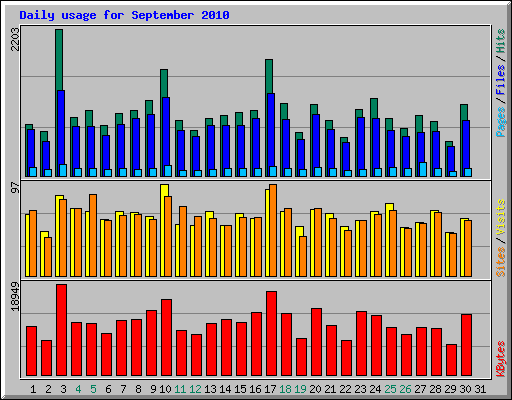 Daily usage for September 2010
2203
Pages / Files / Hits
97
Sites / Visits
18949
KBytes
1 2 3 4 5 6 7 8 9 10 11 12 13 14 15 16 17 18 19 20 21 22 23 24 25 26 27 28 29 30 31